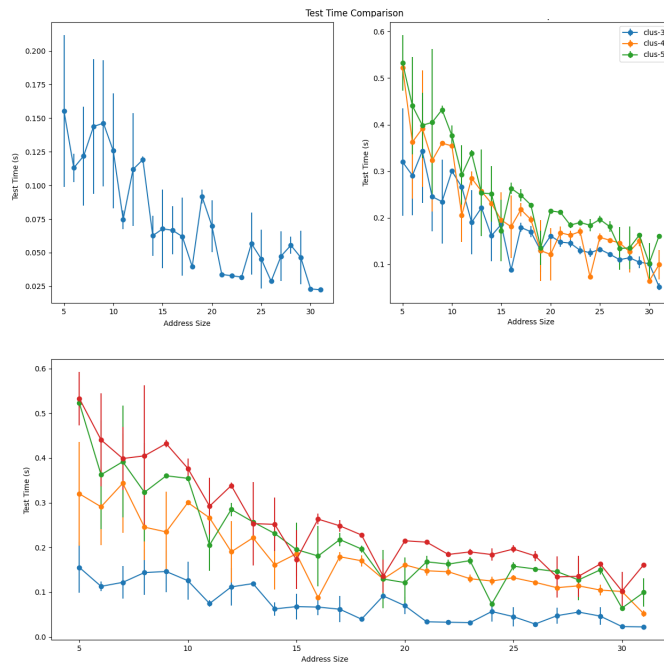 Test Time Comparison
0.200
0.175
0.150
0.125
0.100
0.075
0.050
0.025
Test Time (s)
5 10 15 20 25 30
Address Size
0.6
0.5
0.4
0.3
0.2
0.1
Test Time (s)
clus-3
clus-4
clus-5
5 10 15 20 25 30
Address Size
0.6
0.5
0.4
0.3
0.2
0.1
0.0
Test Time (s)
5 10 15 20 25 30
Address Size